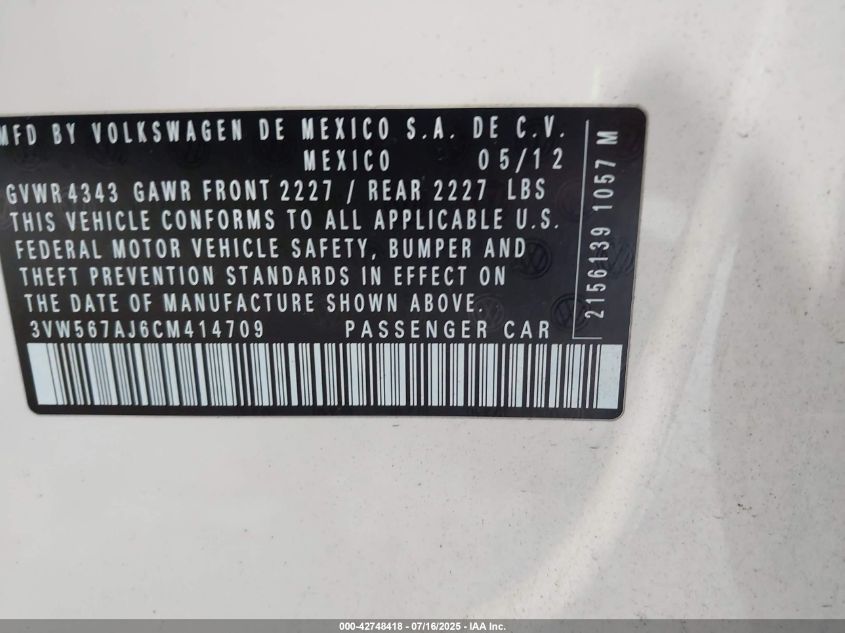 MFD BY VOLKSWAGEN DE MEXICO S.A. DE C.V.
MEXICO 05/12
GVWR 4343 GAWR FRONT 2227 / REAR 2227 LBS
THIS VEHICLE CONFORMS TO ALL APPLICABLE U.S.
FEDERAL MOTOR VEHICLE SAFETY, BUMPER AND
THEFT PREVENTION STANDARDS IN EFFECT ON
THE DATE OF MANUFACTURE SHOWN ABOVE.
3VW567AJ6CM414709 PASSENGER CAR
2156139 1057 M
000-42748418 - 07/16/2025 - IAA Inc.